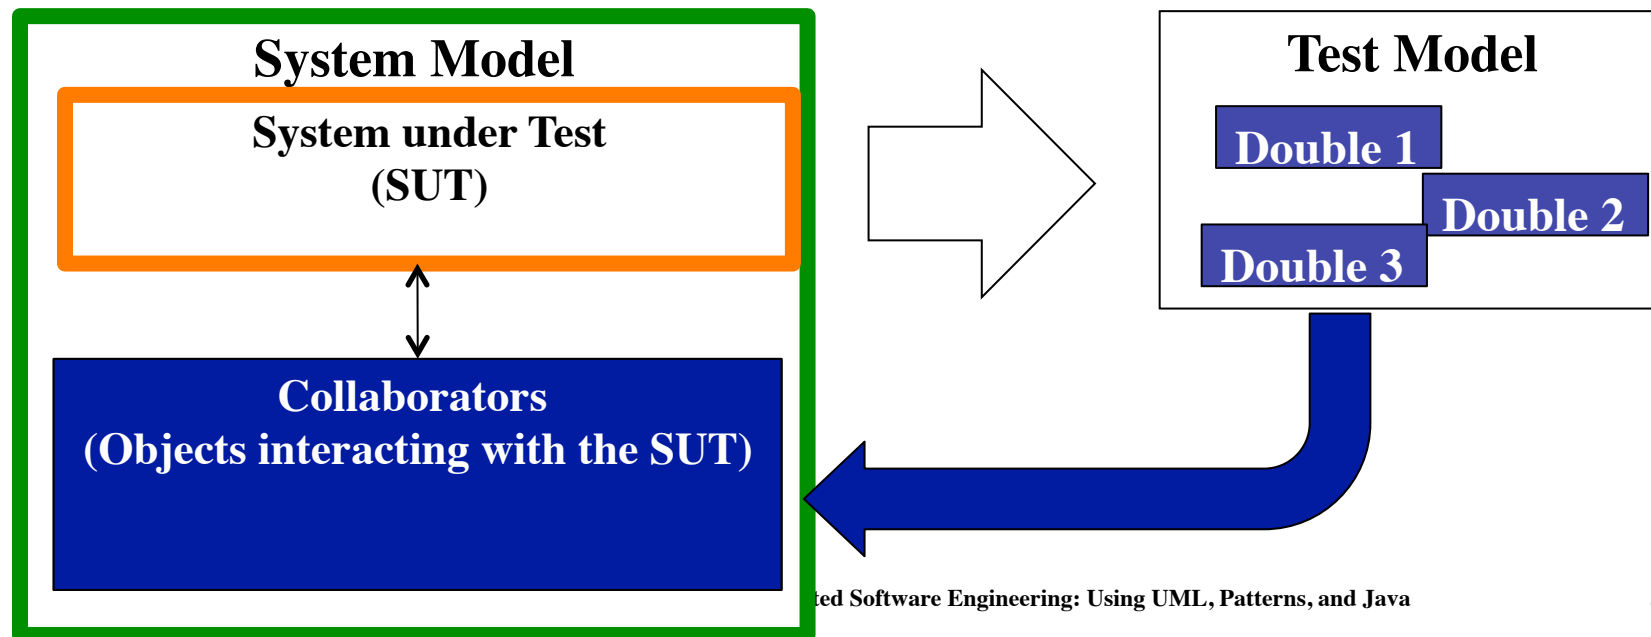 System Model
System under Test
(SUT)
Collaborators
(Objects interacting with the SUT)
Test Model
Double 1
Double 2
Double 3
Software Engineering: Using UML, Patterns, and Java